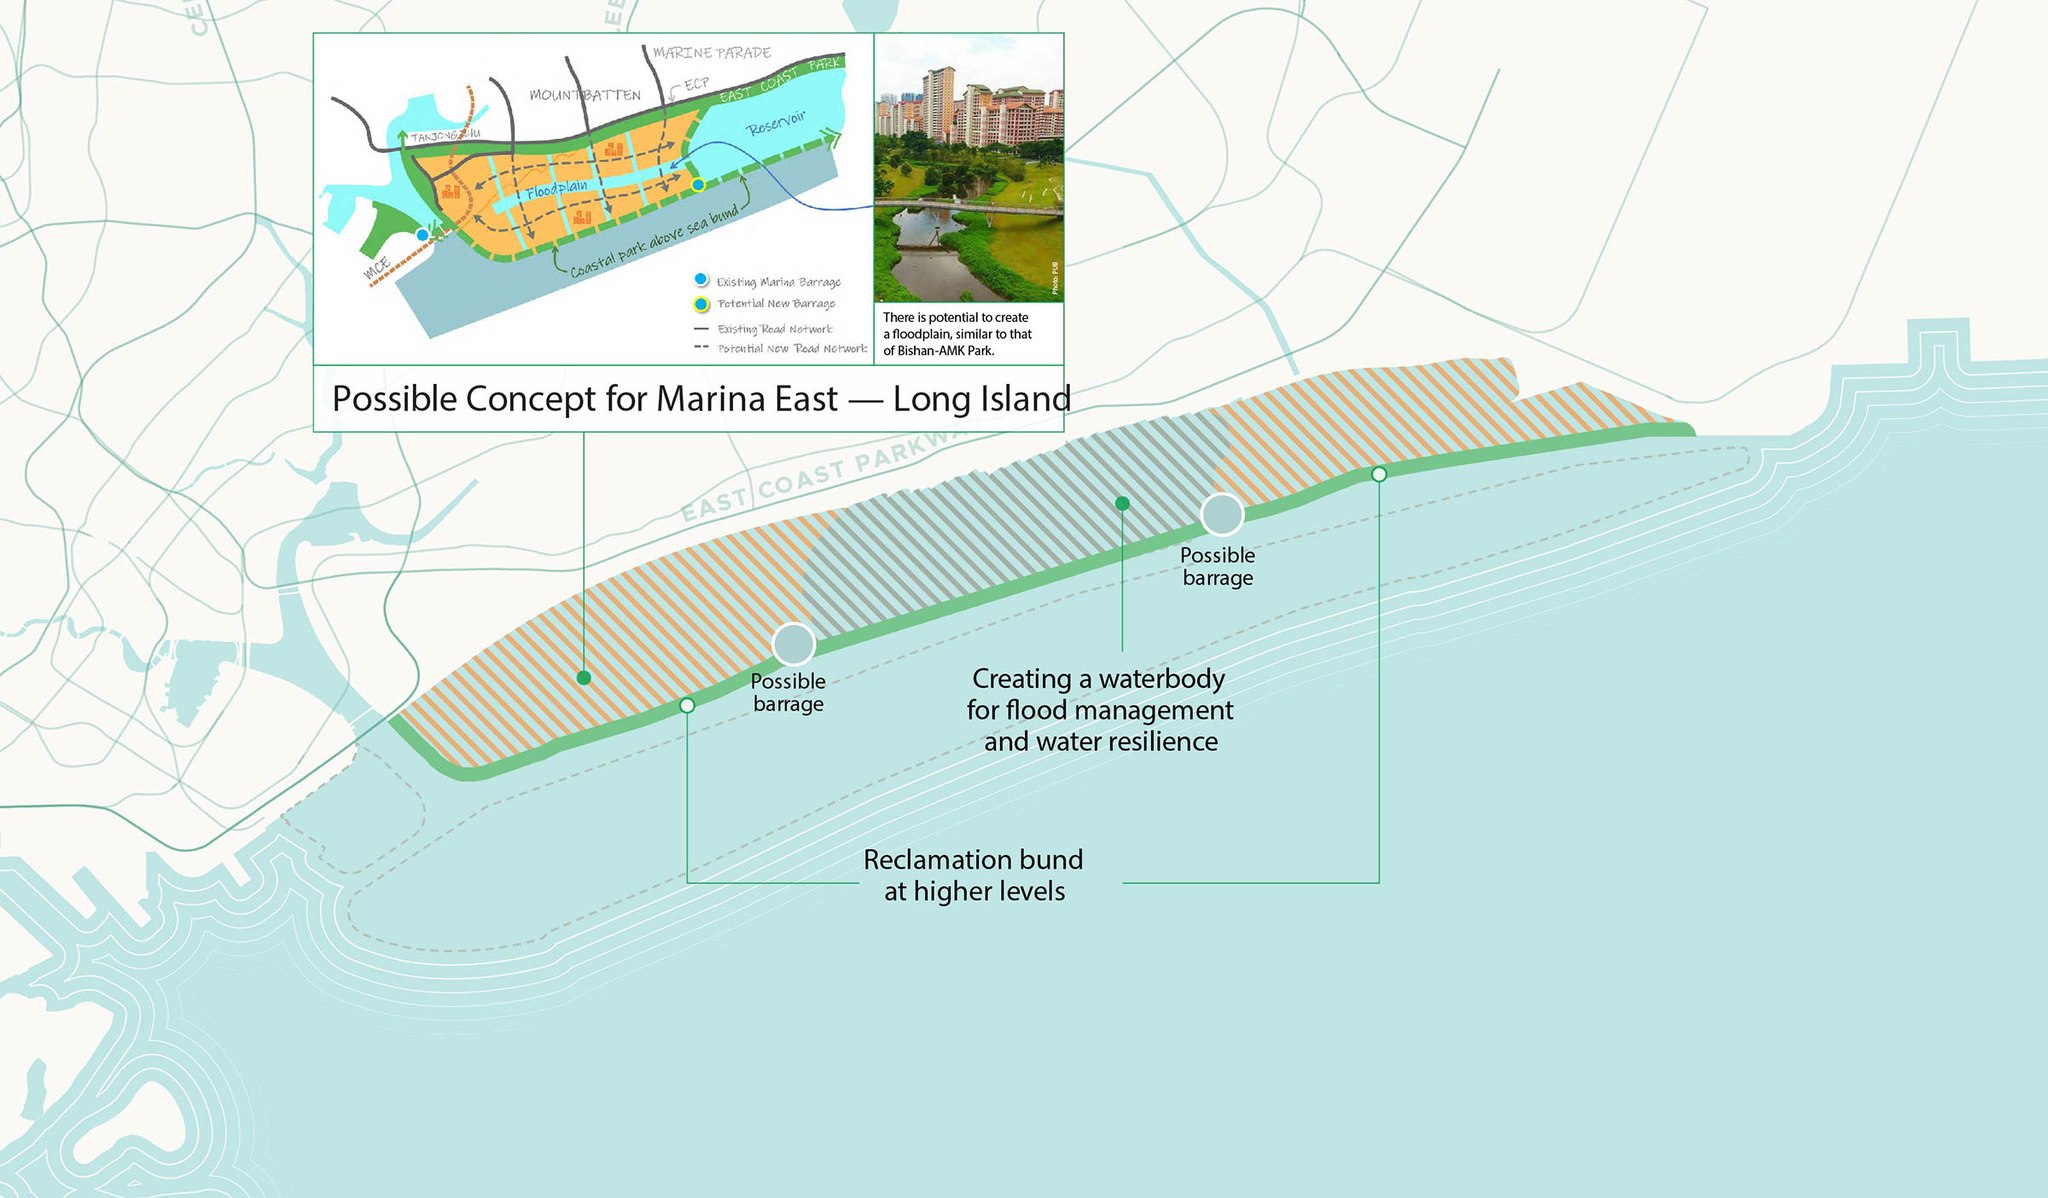 MARINE PARADE
ECP
EAST COAST PARK
MOUNTBATTEN
TANJONG RHU
Reservoir
Floodplain
Coastal park above sea bund
MCE
Existing Marina Barrage
Potential New Barrage
Existing Road Network
Potential New Road Network
Photo: PUB
There is potential to create
a floodplain, similar to that
of Bishan-AMK Park.
Possible Concept for Marina East — Long Island
EAST COAST PARKWA
Possible
barrage
Possible
barrage
Creating a waterbody
for flood management
and water resilience
Reclamation bund
at higher levels